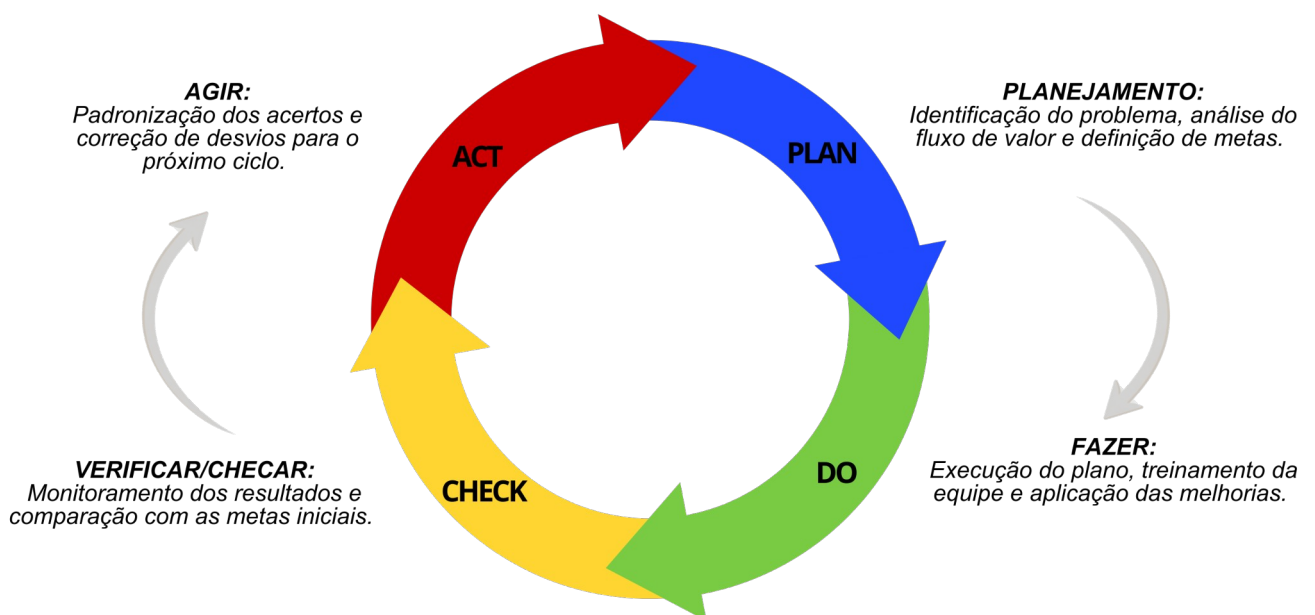 AGIR:
Padronização dos acertos e
correção de desvios para o
próximo ciclo.
PLANEJAMENTO:
Identificação do problema, análise do
fluxo de valor e definição de metas.
ACT
PLAN
VERIFICAR/CHECAR:
Monitoramento dos resultados e
comparação com as metas iniciais.
CHECK
DO
FAZER:
Execução do plano, treinamento da
equipe e aplicação das melhorias.